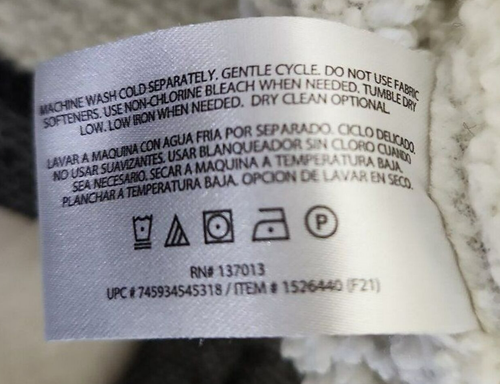 MACHINE WASH COLD SEPARATELY. GENTLE CYCLE. DO NOT USE FABRIC
SOFTENERS. USE NON-CHLORINE BLEACH WHEN NEEDED. TUMBLE DRY
LOW. LOW IRON WHEN NEEDED. DRY CLEAN OPTIONAL.
LAVAR A MAQUINA CON AGUA FRIA POR SEPARADO. CICLO DELICADO.
NO USAR SUAVIZANTES. USAR BLANQUEADOR SIN CLORO CUANDO
SEA NECESARIO. SECAR A MAQUINA A TEMPERATURA BAJA.
PLANCHAR A TEMPERATURA BAJA. OPCION DE LAVAR EN SECO.
P
RN# 137013
UPC # 745934545318 / ITEM # 1526440 (F21)